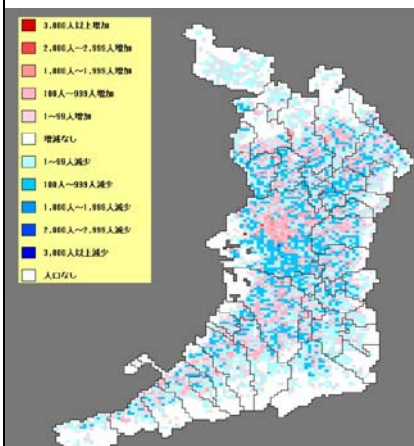 3,000人以上増加
2,000人~2,999人増加
1,000人~1,999人増加
100人~999人増加
1~99人増加
増減なし
1~99人減少
100人~999人減少
1,000人~1,999人減少
2,000人~2,999人減少
3,000人以上減少
人口なし